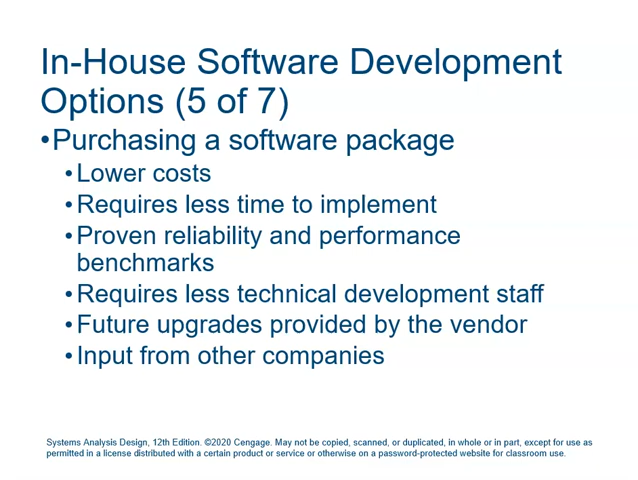 In-House Software Development
Options (5 of 7)
•Purchasing a software package
•Lower costs
•Requires less time to implement
•Proven reliability and performance
benchmarks
•Requires less technical development staff
•Future upgrades provided by the vendor
•Input from other companies
Systems Analysis Design, 12th Edition. ©2020 Cengage. May not be copied, scanned, or duplicated, in whole or in part, except for use as
permitted in a license distributed with a certain product or service or otherwise on a password-protected website for classroom use.